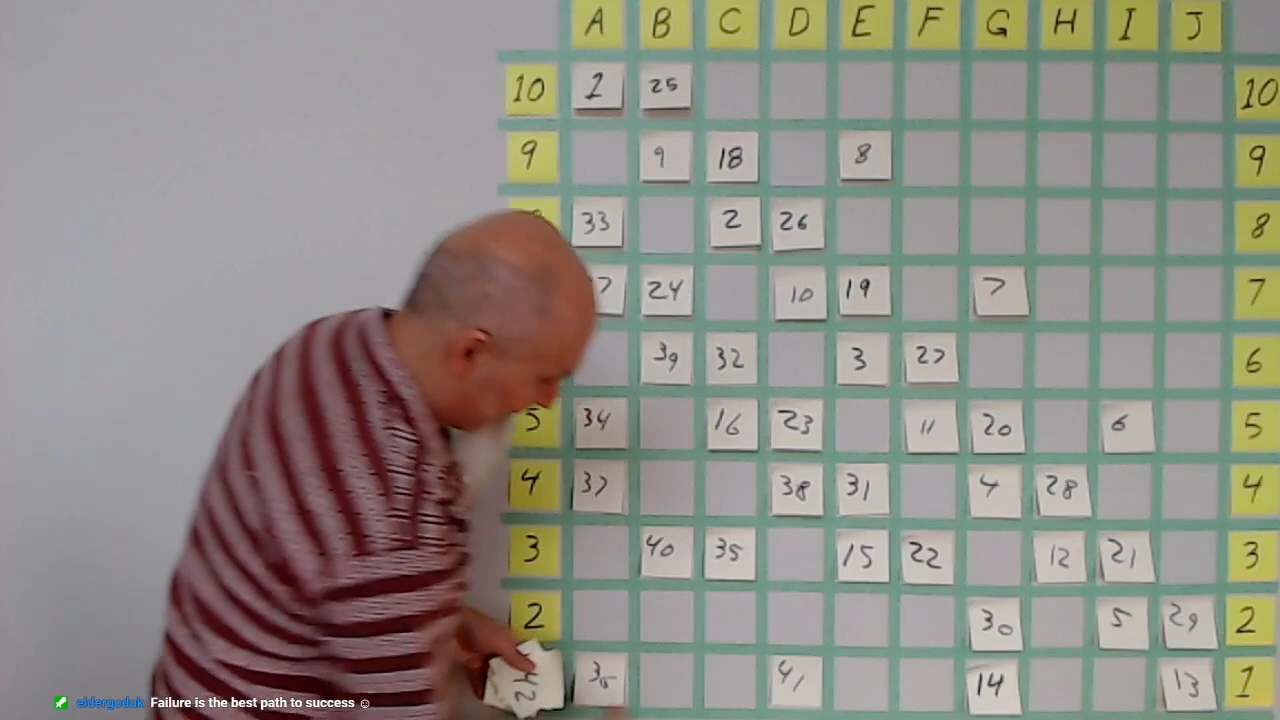 A B C D E F G H I J
10 1 25 10
9 9 18 8 9
33 2 26 8
7 24 10 19 7 7
39 32 3 27 6
5 34 16 23 11 20 6 5
4 37 38 31 4 28 4
3 40 35 15 22 12 21 3
2 30 5 29 2
42 36 41 14 13 1
eldergoduk Failure is the best path to success ☺